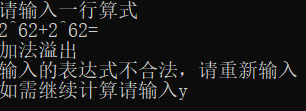 请输入一行算式
2^62+2^62=
加法溢出
输入的表达式不合法，请重新输入
如需继续计算请输入y